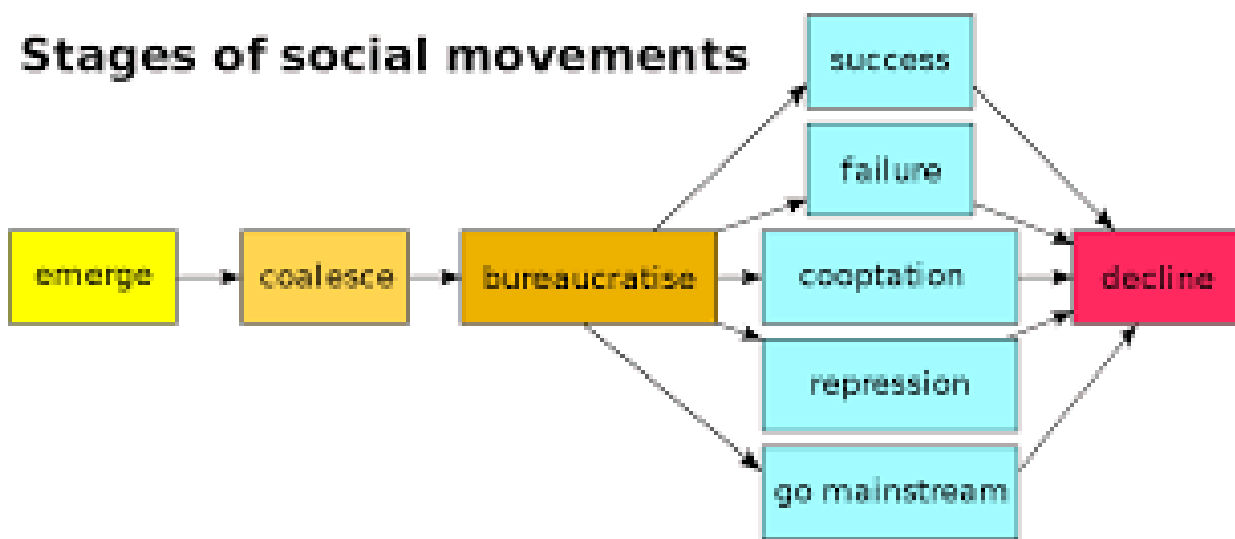 Stages of social movements
success
failure
emerge
coalesce
bureaucratise
cooptation
decline
repression
go mainstream